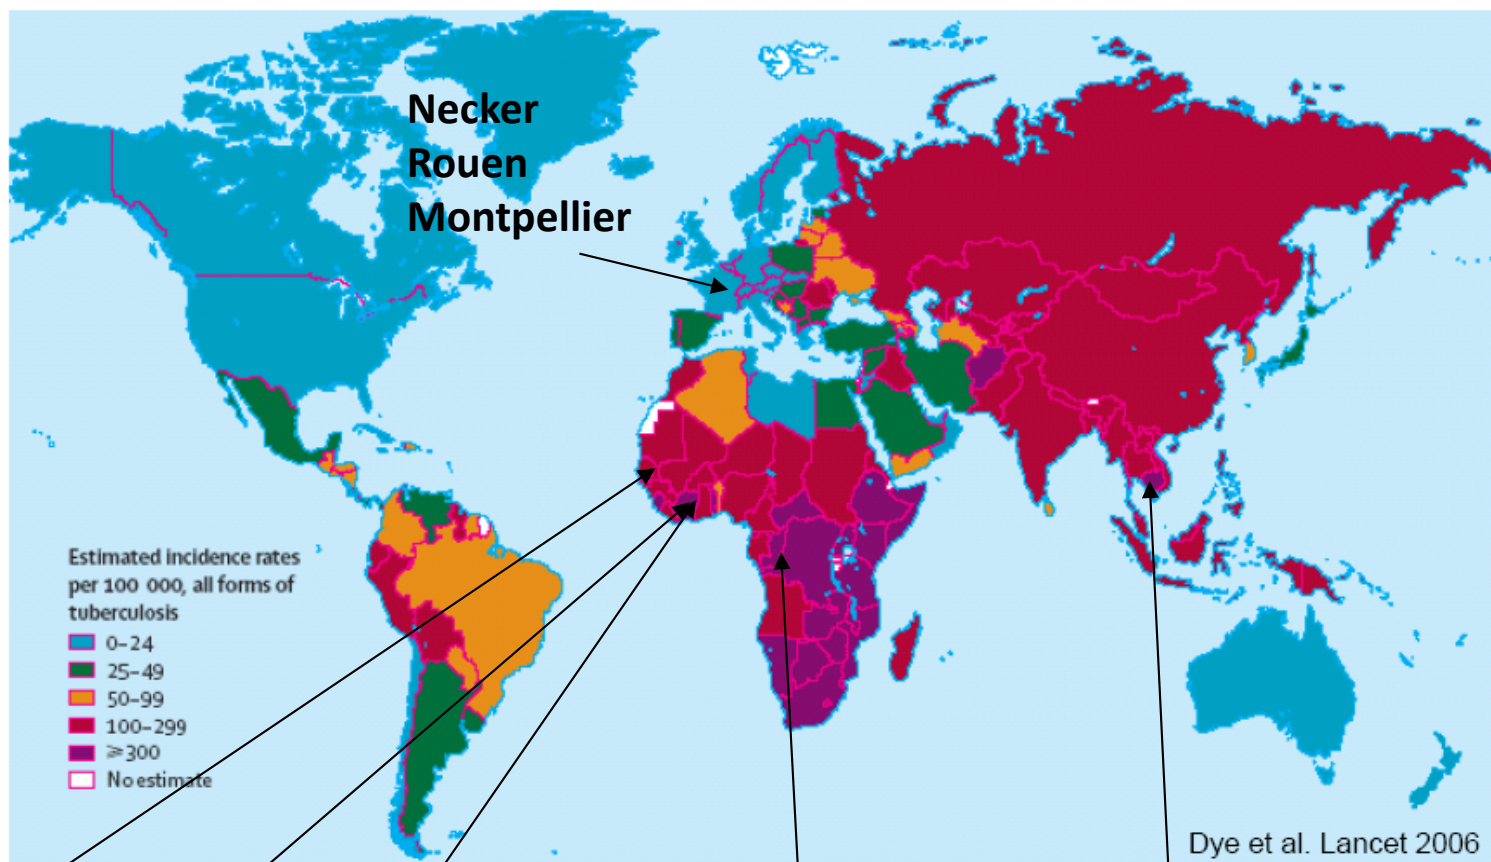 Necker
Rouen
Montpellier
Estimated incidence rates
per 100 000, all forms of
tuberculosis
0–24
25–49
50–99
100–299
≥300
No estimate
Dye et al. Lancet 2006